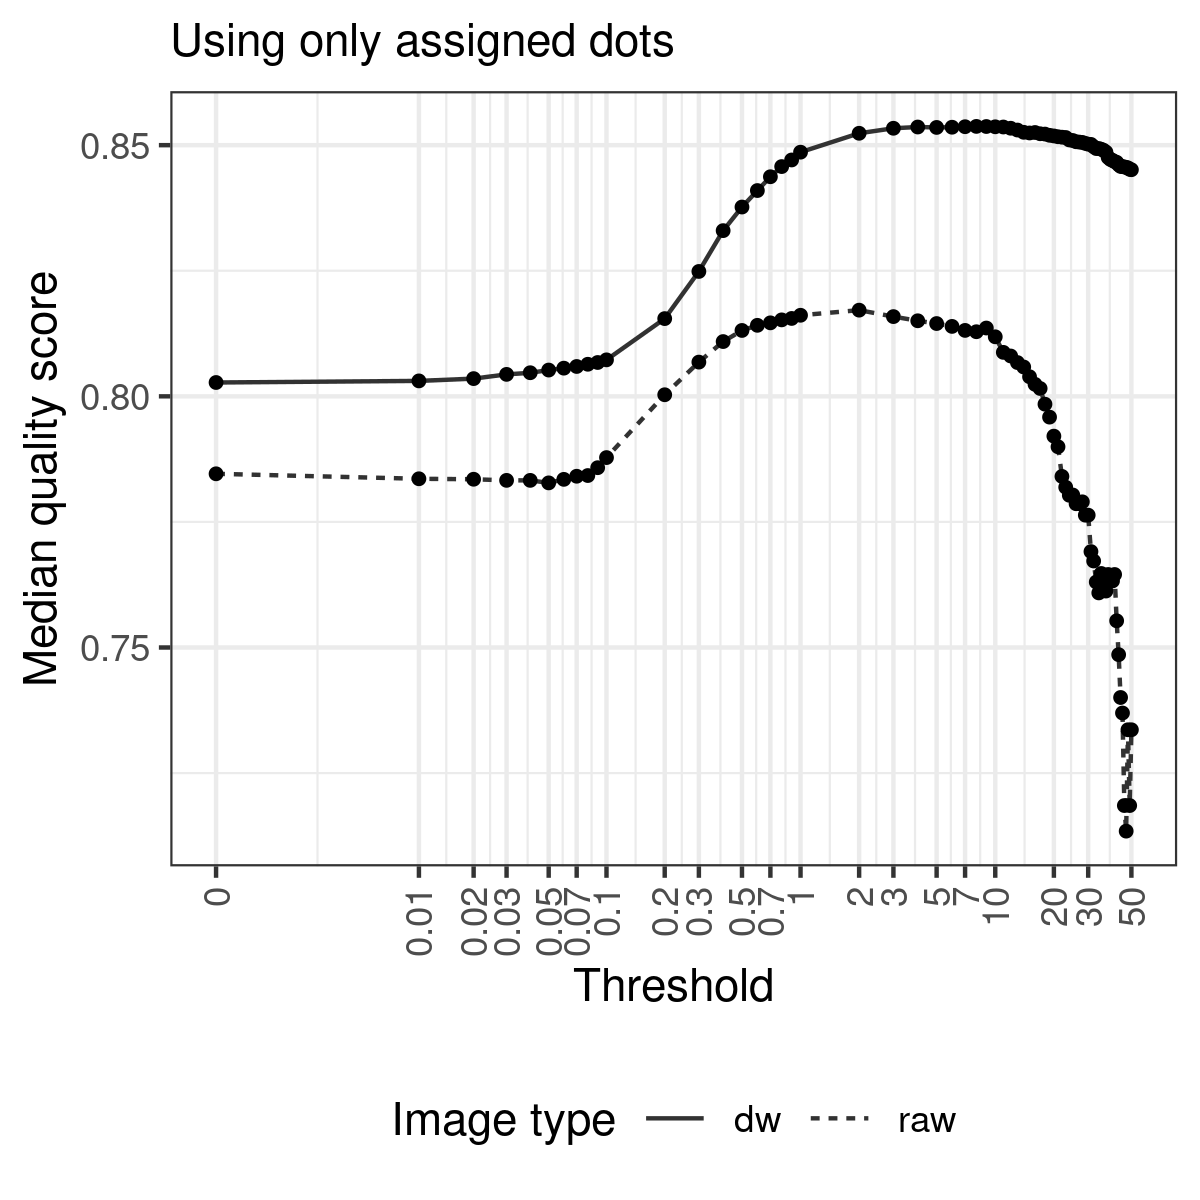 Using only assigned dots
Median quality score
0.85
0.80
0.75
0 0.01 0.02 0.03 0.05 0.07 0.1 0.2 0.3 0.5 0.7 1 2 3 5 7 10 20 30 50
Threshold
Image type dw raw